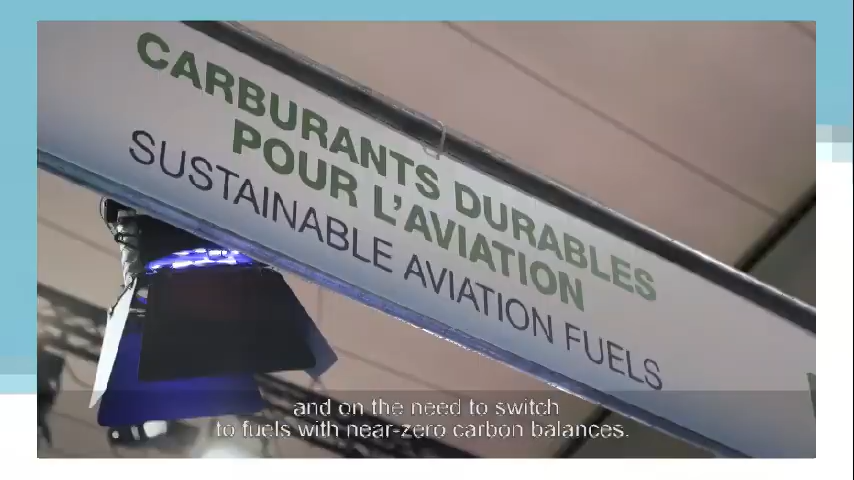 CARBURANTS DURABLES
POUR L'AVIATION
SUSTAINABLE AVIATION FUELS
and on the need to switch
to fuels with near-zero carbon balances.